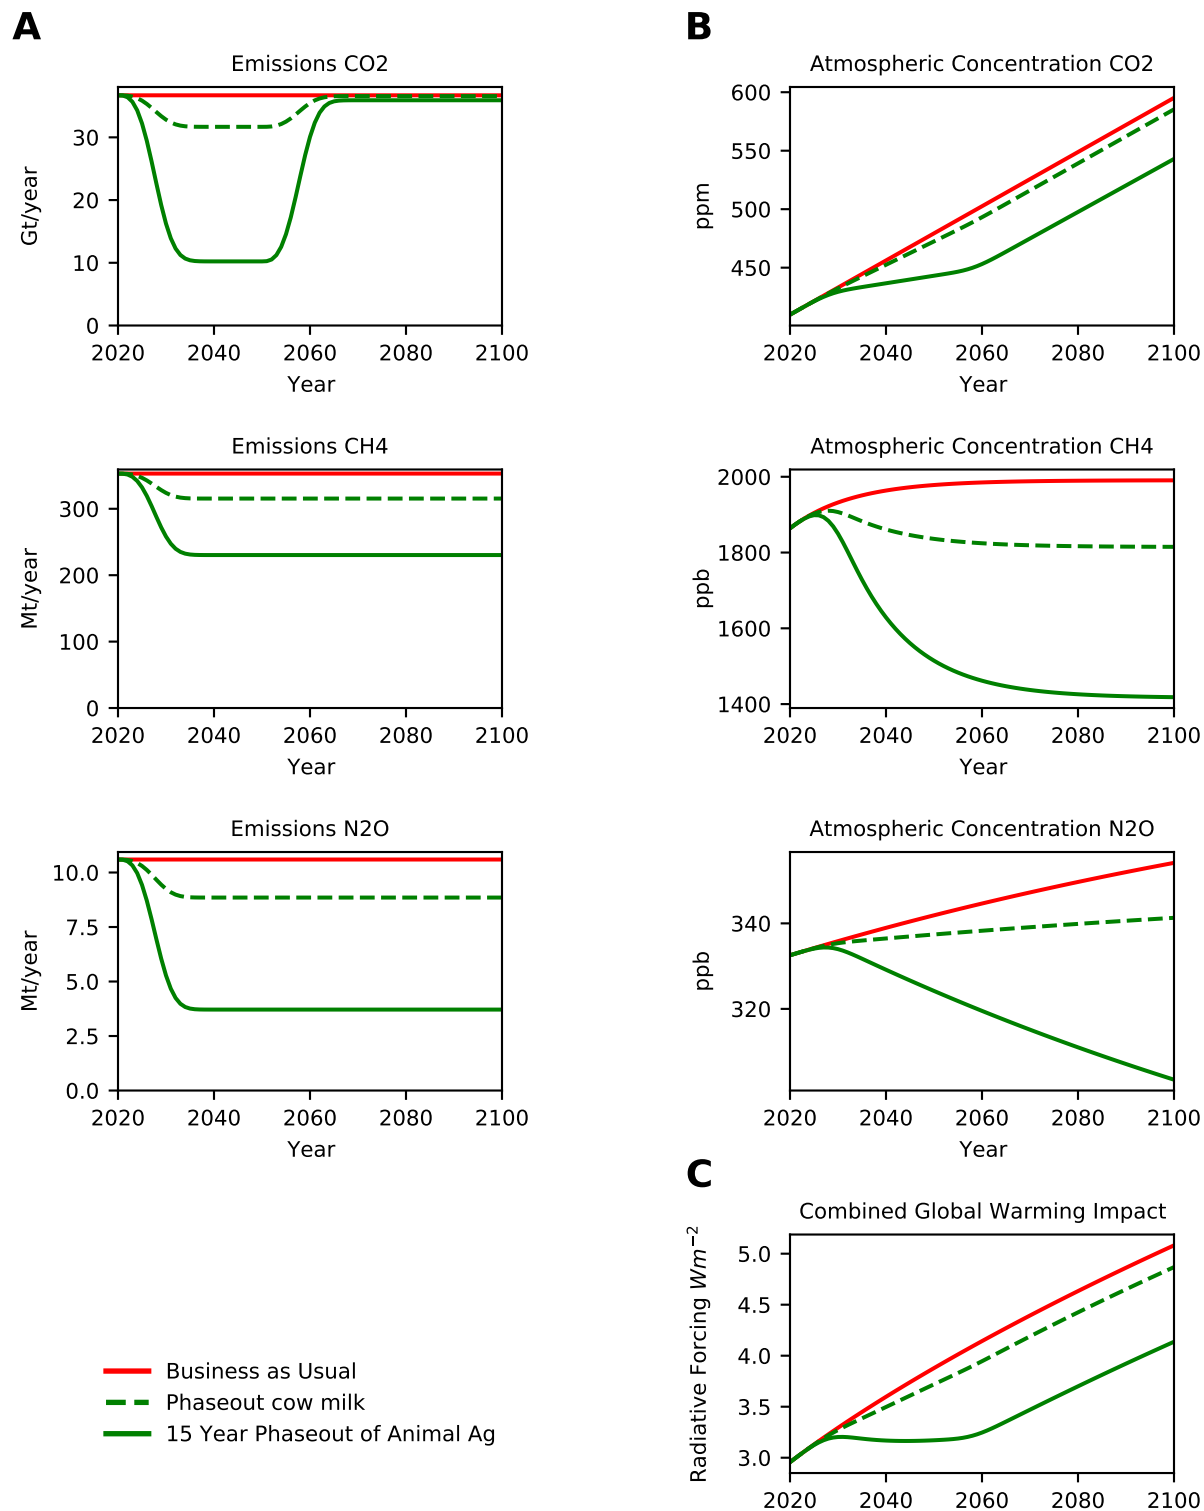 A
B
Emissions CO2
Atmospheric Concentration CO2
Gt/year
30
20
10
0
2020 2040 2060 2080 2100
Year
ppm
600
550
500
450
2020 2040 2060 2080 2100
Year
Emissions CH4
Atmospheric Concentration CH4
Mt/year
300
200
100
0
2020 2040 2060 2080 2100
Year
ppb
2000
1800
1600
1400
2020 2040 2060 2080 2100
Year
Emissions N2O
Atmospheric Concentration N2O
Mt/year
10.0
7.5
5.0
2.5
0.0
2020 2040 2060 2080 2100
Year
ppb
340
320
2020 2040 2060 2080 2100
Year
C
Combined Global Warming Impact
Radiative Forcing Wm⁻²
5.0
4.5
4.0
3.5
3.0
2020 2040 2060 2080 2100
Business as Usual
Phaseout cow milk
15 Year Phaseout of Animal Ag